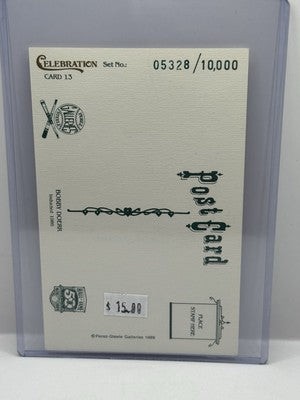 CELEBRATION Set No.: 05328/10,000
CARD 13
BOBBY DOERR
Inducted 1986
Post Card
50
$ 15.00
PLACE
STAMP HERE
©Perez-Steele Galleries 1989